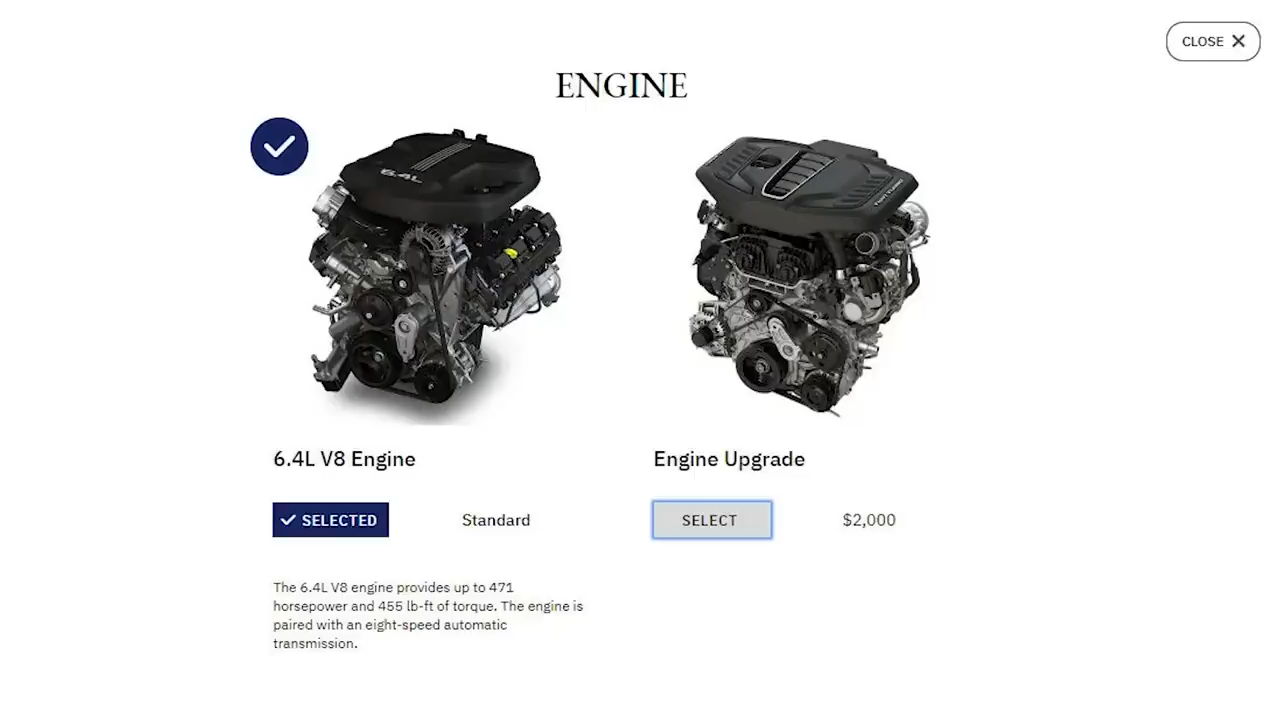 CLOSE
ENGINE
6.4L
TWIN TURBO
6.4L V8 Engine
Engine Upgrade
SELECTED
Standard
SELECT
$2,000
The 6.4L V8 engine provides up to 471
horsepower and 455 lb-ft of torque. The engine is
paired with an eight-speed automatic
transmission.